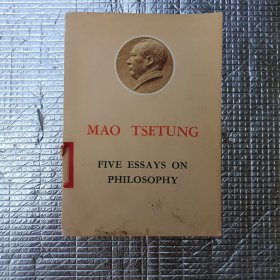 MAO TSETUNG
FIVE ESSAYS ON
PHILOSOPHY